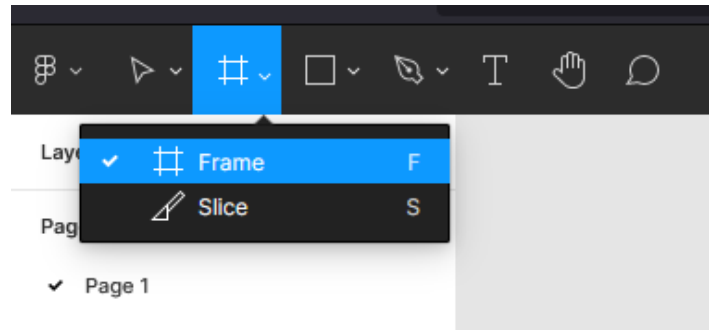 T
Laye
Frame F
Slice S
Pag
Page 1